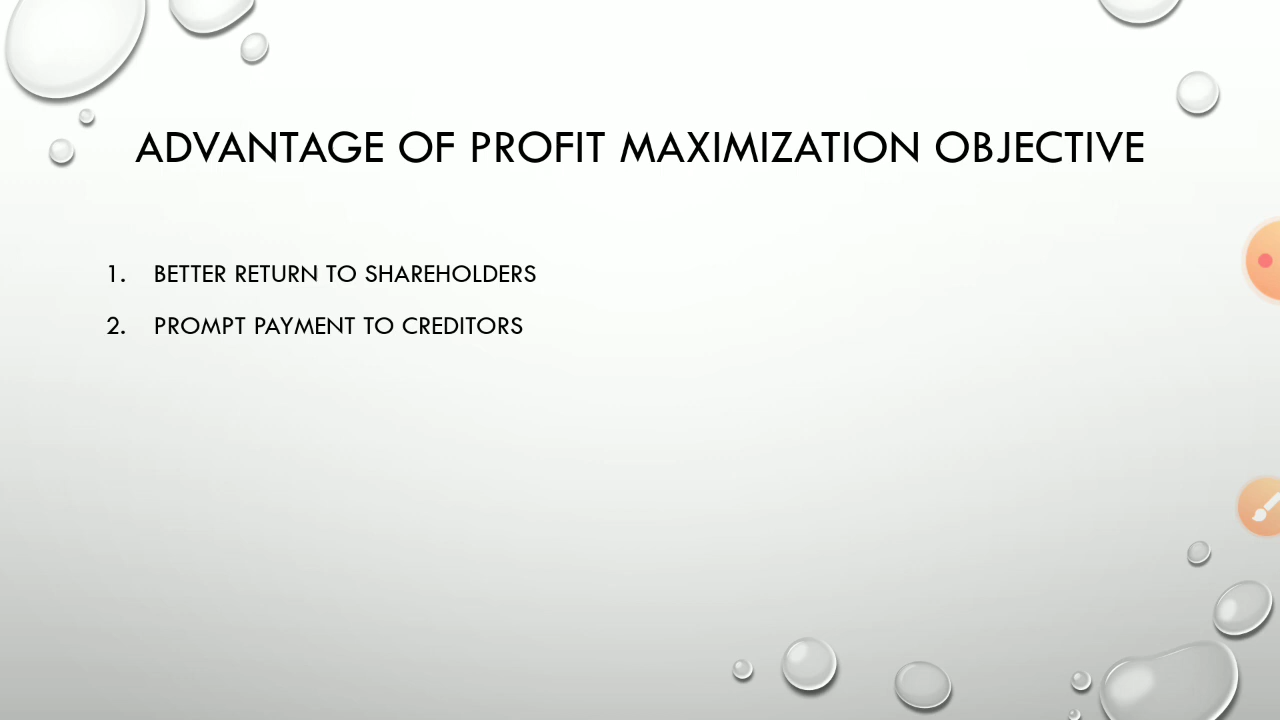 ADVANTAGE OF PROFIT MAXIMIZATION OBJECTIVE
1. BETTER RETURN TO SHAREHOLDERS
2. PROMPT PAYMENT TO CREDITORS